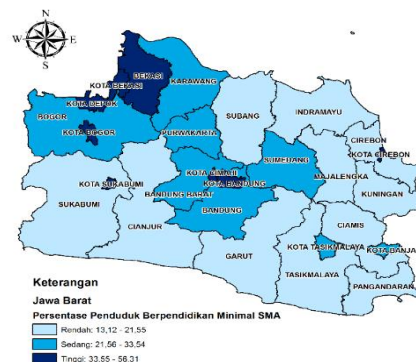 N
W E
S
BEKASI
KOTA BEKASI
KARAWANG
KOTA DEPOK
BOGOR
SUBANG
INDRAMAYU
KOTA BOGOR
PURWAKARTA
CIREBON
KOTA CIREBON
KOTA CIMAHI
SUMEDANG
MAJALENGKA
KOTA BANDUNG
KOTA SUKABUMI
KUNINGAN
SUKABUMI
BANDUNG BARAT
BANDUNG
CIAMIS
CIANJUR
KOTA TASIKMALAYA
KOTA BANJAR
GARUT
TASIKMALAYA
PANGANDARAN
Keterangan
Jawa Barat
Persentase Penduduk Berpendidikan Minimal SMA
Rendah: 13,12 - 21,55
Sedang: 21,56 - 33,54
Tinggi: 33,55 - 56,31